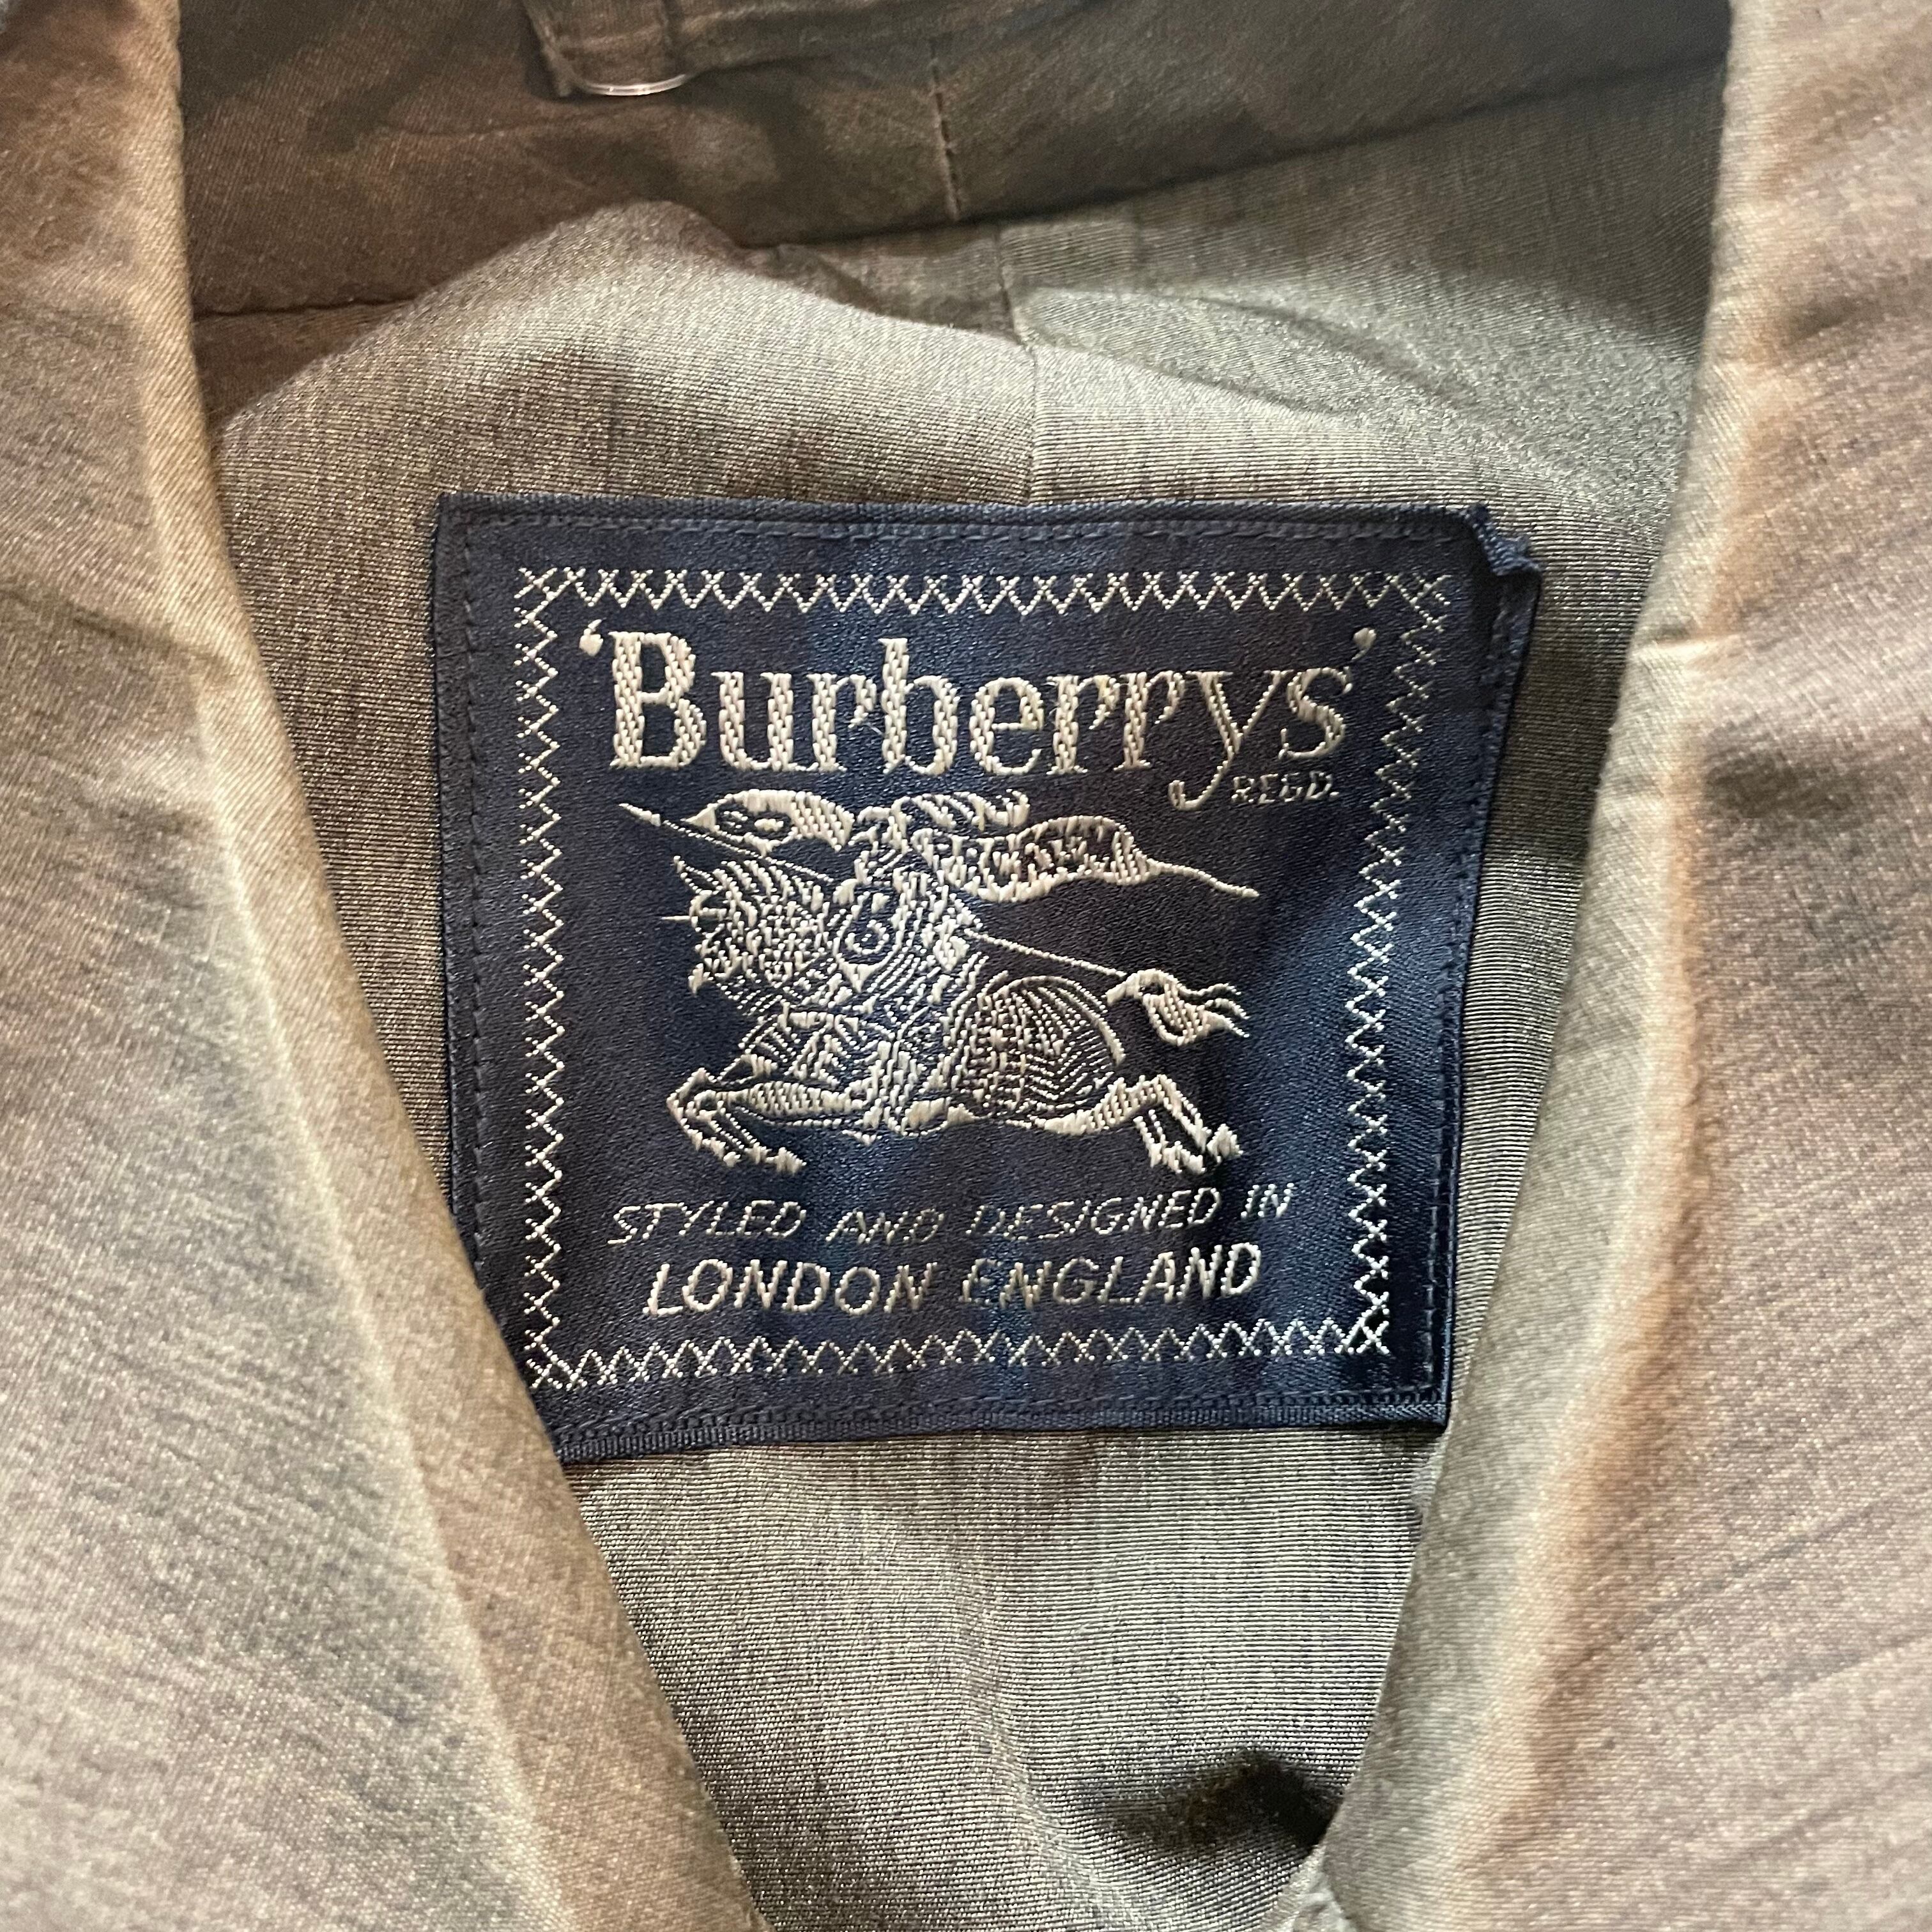 'Burberrys'
REGD.
STYLED AND DESIGNED IN
LONDON ENGLAND